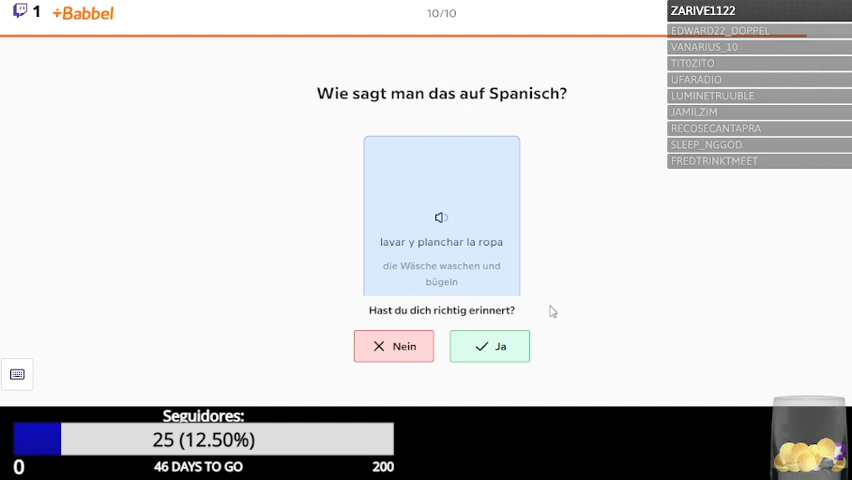 1 +Babbel
10/10
ZARIVE1122
EDWARD22_DOPPEL
VANARIUS_10
TIT0ZITO
UFARADIO
LUMINETRUUBLE
JAMILZIM
RECOSECANTAPRA
SLEEP_NGGOD
FREDTRINKTMEET
Wie sagt man das auf Spanisch?
lavar y planchar la ropa
die Wäsche waschen und
bügeln
Hast du dich richtig erinnert?
Nein
Ja
Seguidores:
25 (12.50%)
0
46 DAYS TO GO
200